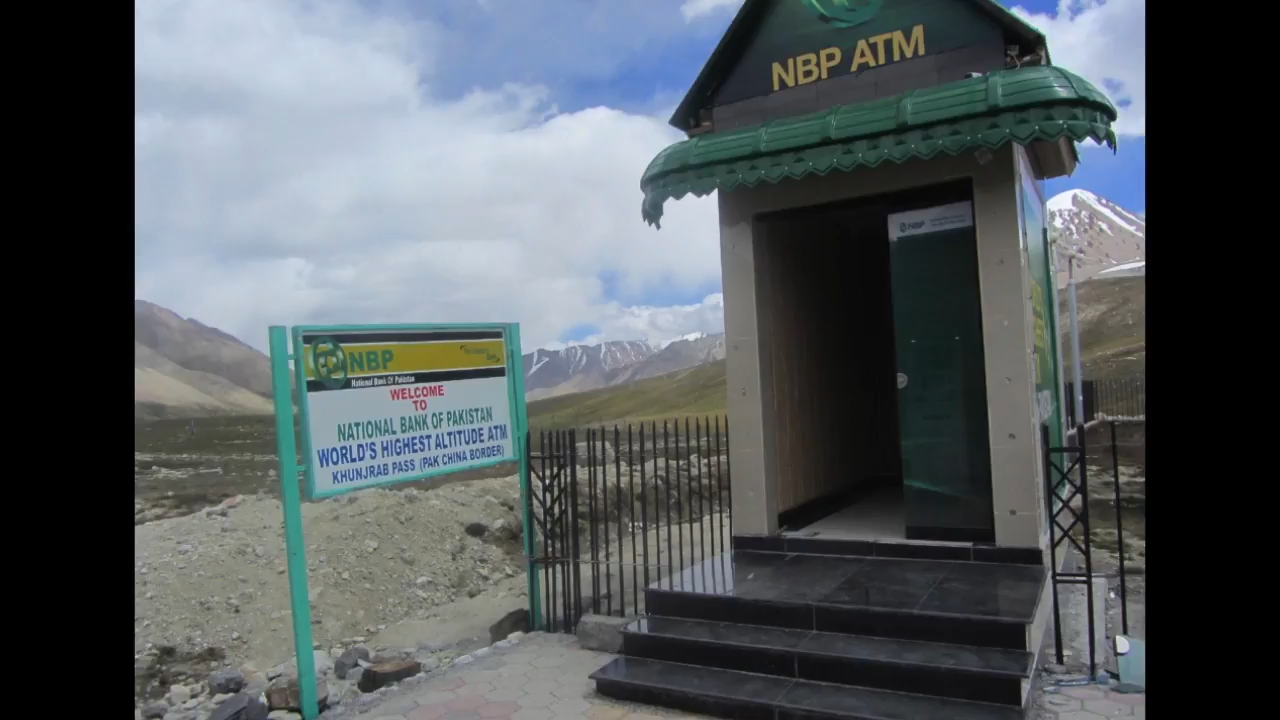 NBP ATM
NBP
NBP
National Bank Of Pakistan
WELCOME
TO
NATIONAL BANK OF PAKISTAN
WORLD'S HIGHEST ALTITUDE ATM
KHUNJRAB PASS (PAK CHINA BORDER)